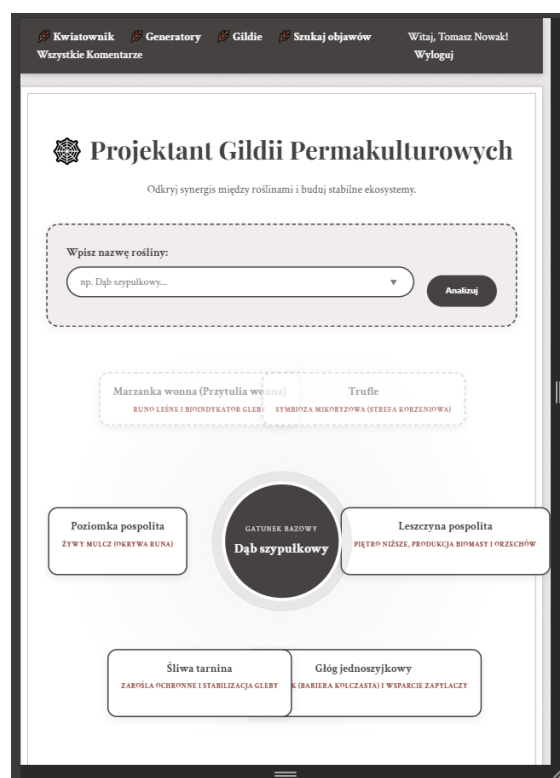 Kwiatownik Generatory Gildie Szukaj objawów Witaj, Tomasz Nowak!
Wszystkie Komentarze Wyloguj
Projektant Gildii Permakulturowych
Odkryj synergis między roślinami i buduj stabilne ekosystemy.
Wpisz nazwę rośliny:
np. Dąb szypułkowy...
Analizuj
Marzanka wonna (Przytulia wonna) Trufle
RUNO LEŚNE I BIOINDYKATOR GLEB SYMBIOZA MIKORYZOWA (STREFA KORZENIOWA)
GATUNEK BAZOWY
Dąb szypułkowy
Poziomka pospolita
ŻYWY MULCZ (OKRYWA RUNA)
Leszczyna pospolita
PIĘTRO NIŻSZE, PRODUKCJA BIOMASY I ORZECHÓW
Śliwa tarnina Głóg jednoszyjkowy
ZAROŚLA OCHRONNE I STABILIZACJA GLEBY K (BARIERA KOLCZASTA) I WSPARCIE ZAPYLACZY